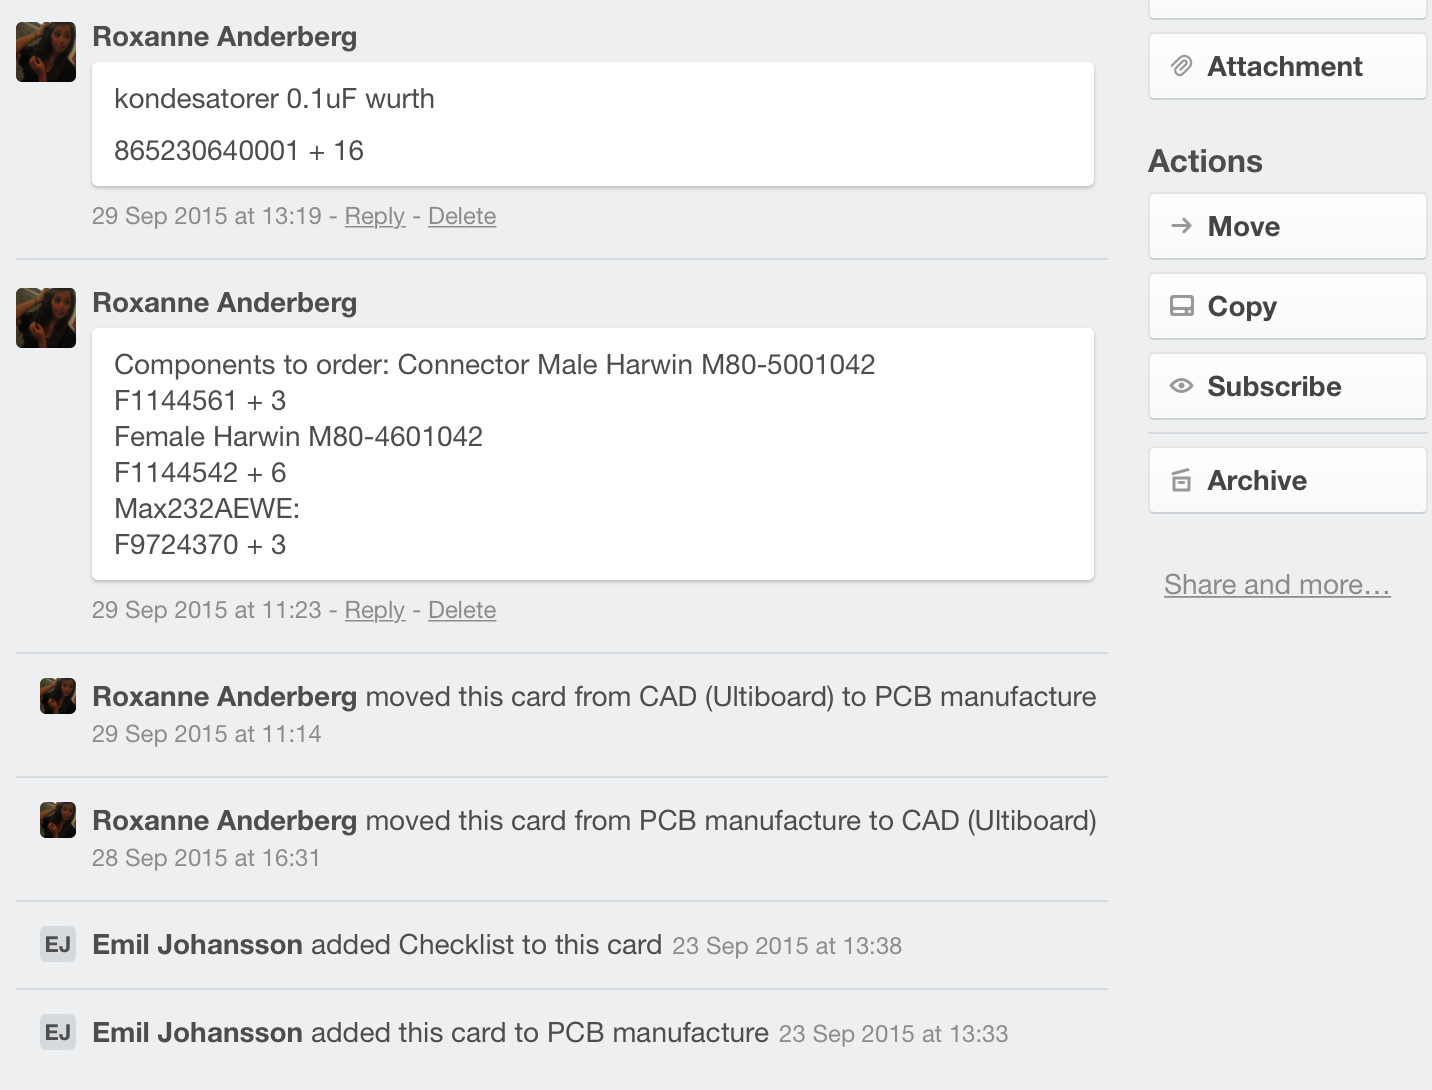 Roxanne Anderberg
kondesatorer 0.1uF wurth
865230640001 + 16
29 Sep 2015 at 13:19 - Reply - Delete
Roxanne Anderberg
Components to order: Connector Male Harwin M80-5001042
F1144561 + 3
Female Harwin M80-4601042
F1144542 + 6
Max232AEWE:
F9724370 + 3
29 Sep 2015 at 11:23 - Reply - Delete
Roxanne Anderberg moved this card from CAD (Ultiboard) to PCB manufacture
29 Sep 2015 at 11:14
Roxanne Anderberg moved this card from PCB manufacture to CAD (Ultiboard)
28 Sep 2015 at 16:31
EJ Emil Johansson added Checklist to this card 23 Sep 2015 at 13:38
EJ Emil Johansson added this card to PCB manufacture 23 Sep 2015 at 13:33
Attachment
Actions
Move
Copy
Subscribe
Archive
Share and more...